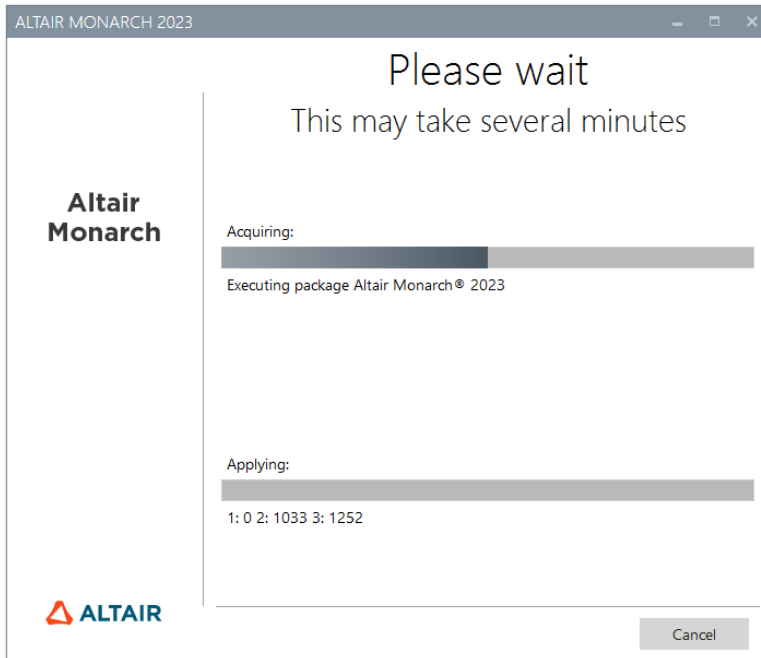 ALTAIR MONARCH 2023
Please wait
This may take several minutes
Altair
Monarch
Acquiring:
Executing package Altair Monarch® 2023
Applying:
1: 0 2: 1033 3: 1252
ALTAIR
Cancel